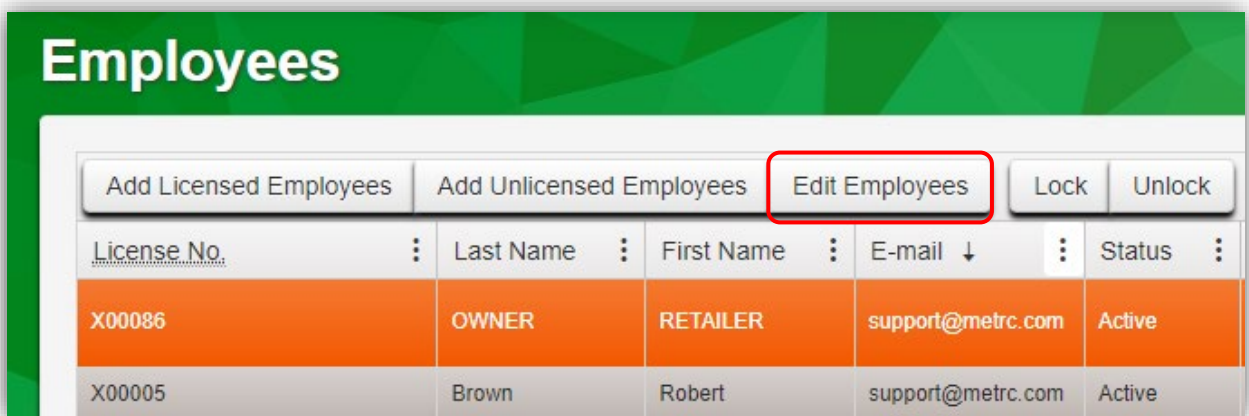 Employees
Add Licensed Employees Add Unlicensed Employees Edit Employees Lock Unlock
License No. Last Name First Name E-mail ↓ Status
X00086 OWNER RETAILER support@metrc.com Active
X00005 Brown Robert support@metrc.com Active